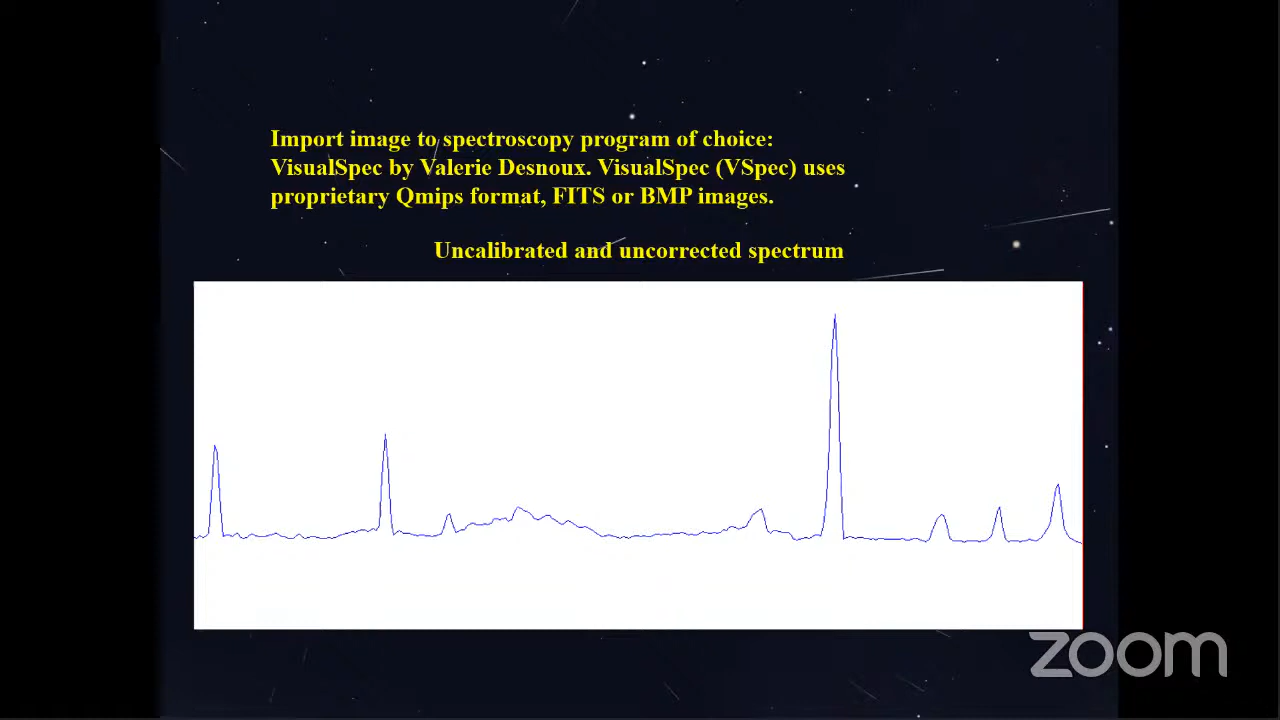 Import image to spectroscopy program of choice:
VisualSpec by Valerie Desnoux. VisualSpec (VSpec) uses
proprietary Qmips format, FITS or BMP images.
Uncalibrated and uncorrected spectrum
zoom